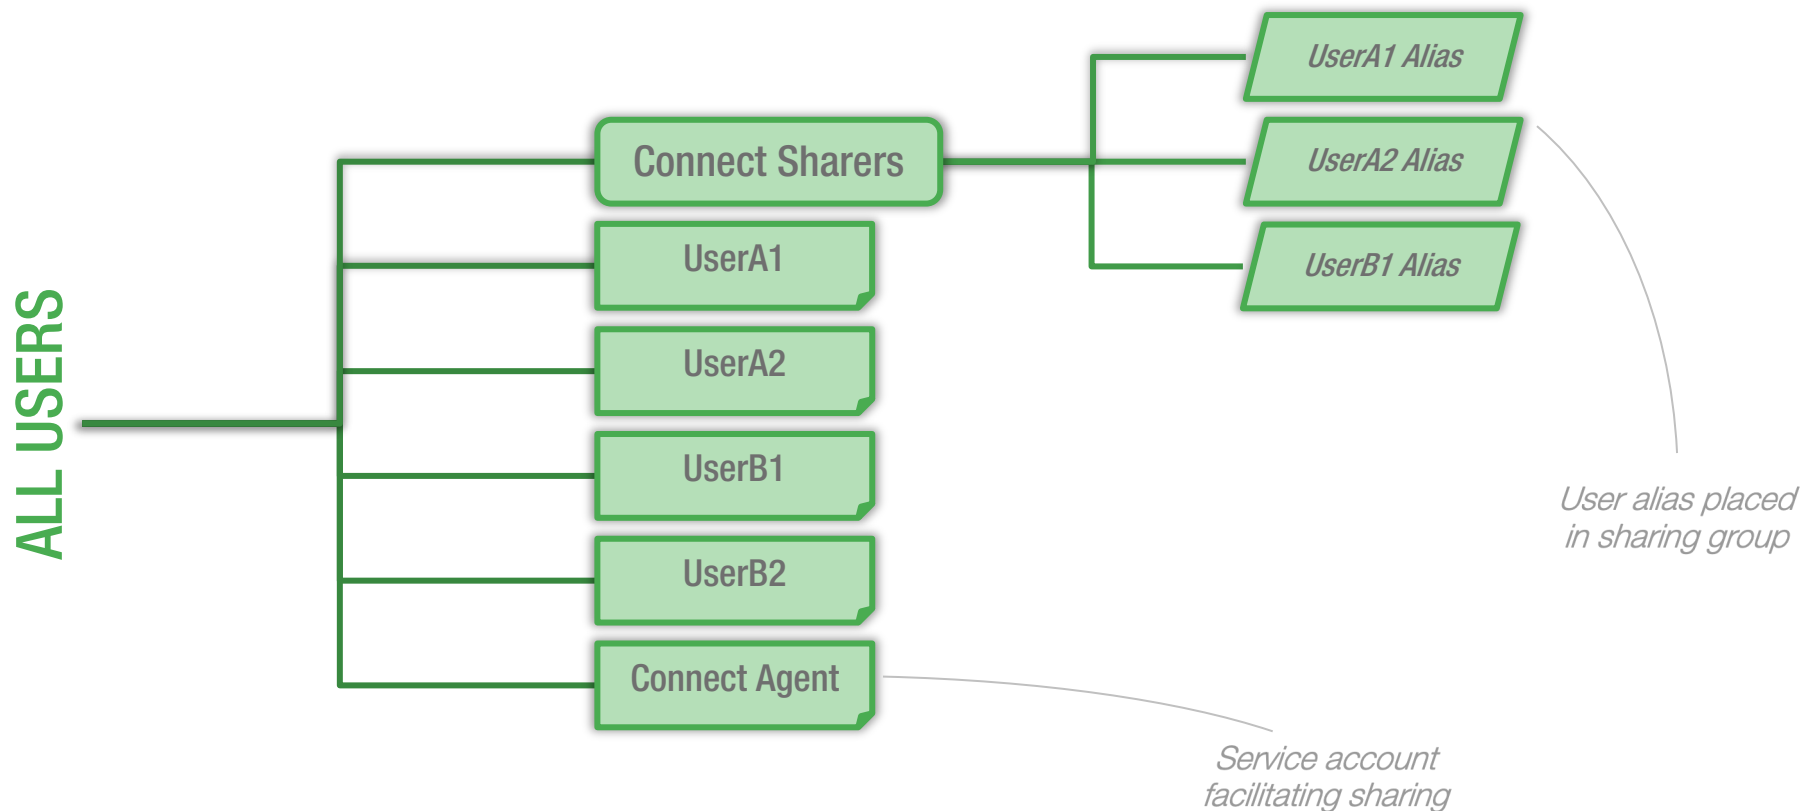 ALL USERS
Connect Sharers
UserA1
UserA2
UserB1
UserB2
Connect Agent
UserA1 Alias
UserA2 Alias
UserB1 Alias
User alias placed
in sharing group
Service account
facilitating sharing